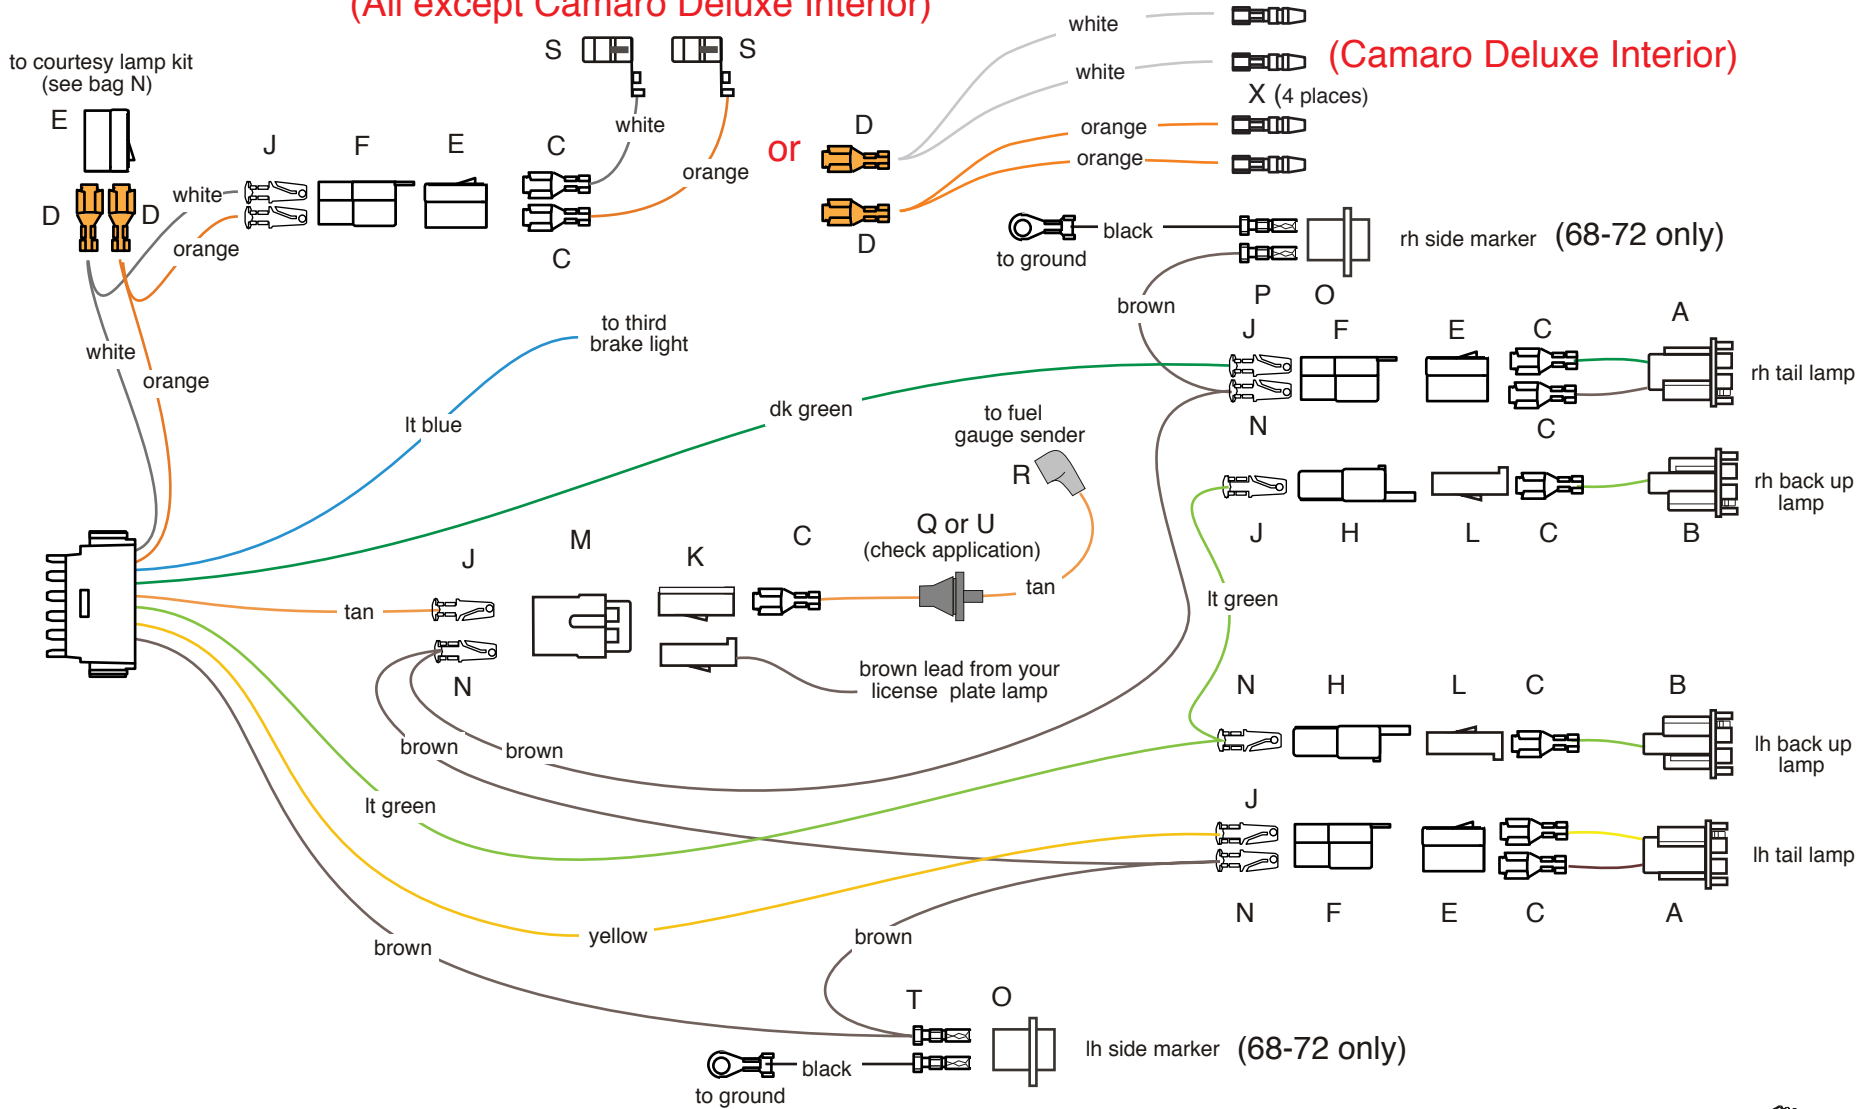 (All except Camaro Deluxe Interior)
to courtesy lamp kit
(see bag N)
E
D
D
white
orange
J
F
E
C
C
white
orange
S
S
white
orange
or
D
D
white
white
orange
orange
X (4 places)
(Camaro Deluxe Interior)
to ground
black
P
O
rh side marker
(68-72 only)
brown
to third
brake light
lt blue
dk green
J
F
E
C
A
N
C
rh tail lamp
to fuel
gauge sender
R
J
H
L
C
B
rh back up
lamp
J
M
K
C
Q or U
(check application)
tan
tan
N
brown lead from your
license plate lamp
lt green
brown
brown
N
H
L
C
B
lh back up
lamp
lt green
J
N
F
E
C
A
lh tail lamp
yellow
brown
brown
T
O
lh side marker
(68-72 only)
black
to ground